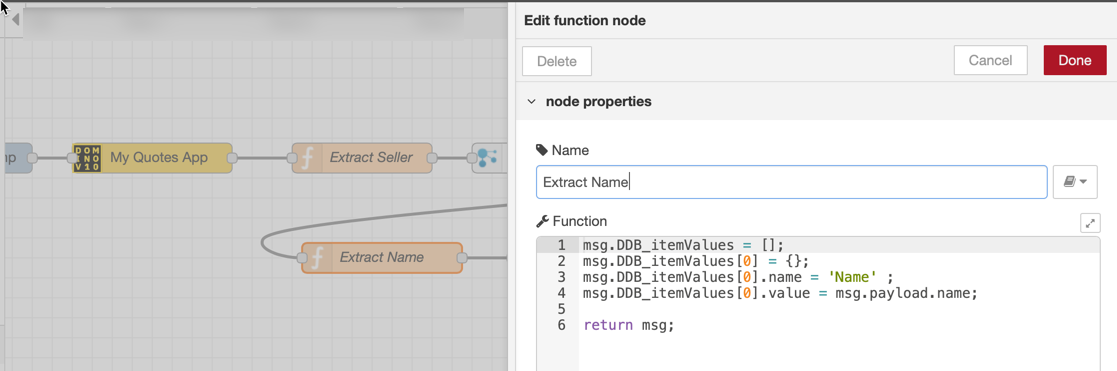 Edit function node
Delete
Cancel
Done
node properties
Name
Extract Name
Function
1 msg.DDB_itemValues = [];
2 msg.DDB_itemValues[0] = {};
3 msg.DDB_itemValues[0].name = 'Name' ;
4 msg.DDB_itemValues[0].value = msg.payload.name;
5
6 return msg;
DOM
INO
V10
My Quotes App
Extract Seller
Extract Name